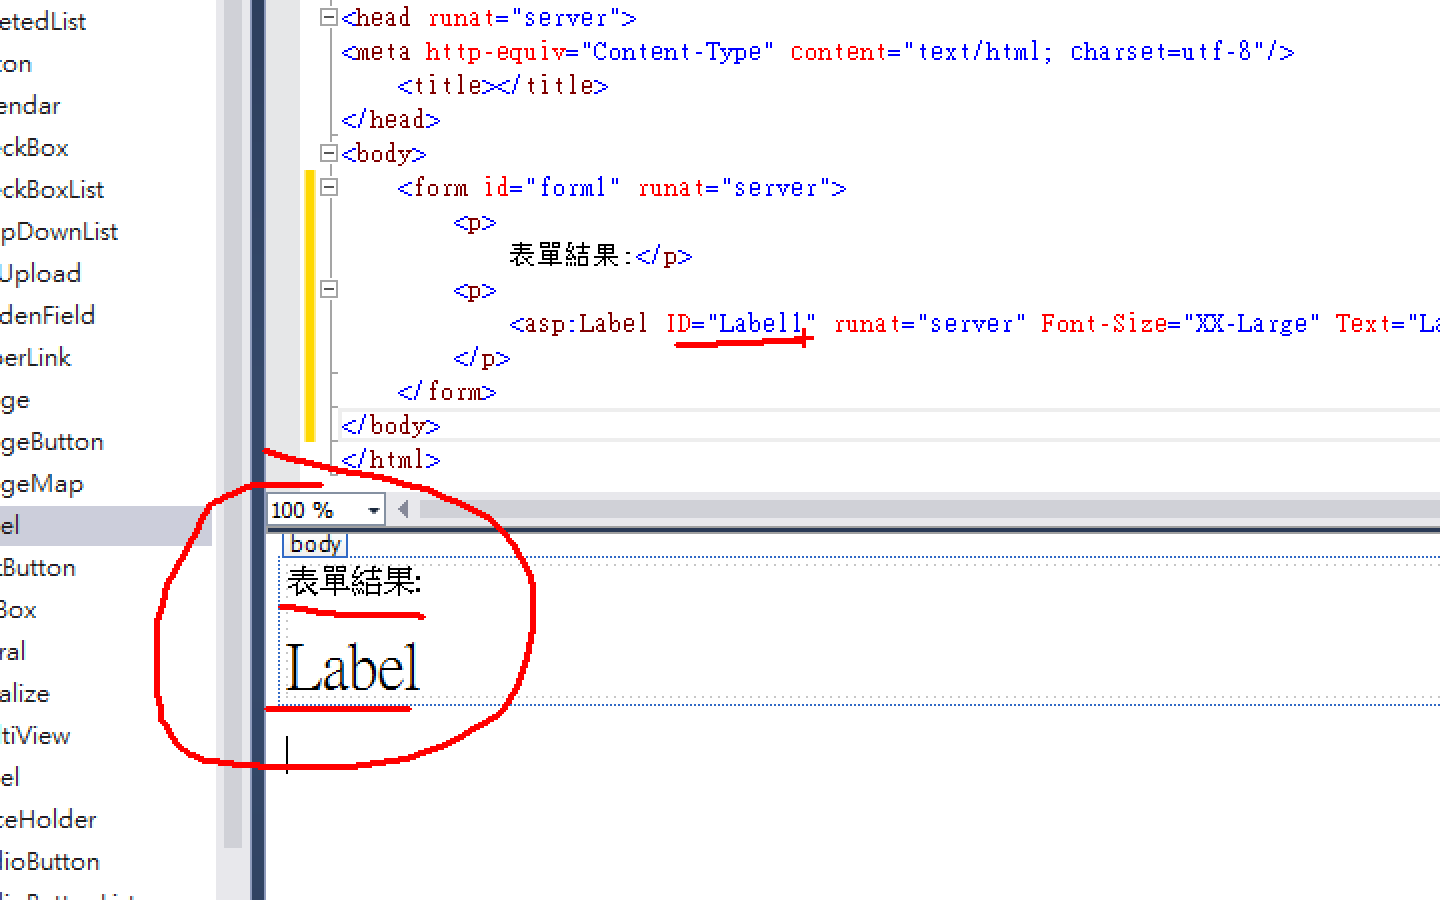 etedList
on
endar
ckBox
ckBoxList
pDownList
Upload
denField
perLink
ge
geButton
geMap
el
tButton
Box
ral
alize
tiView
el
ceHolder
dioButton
<head runat="server">
<meta http-equiv="Content-Type" content="text/html; charset=utf-8"/>
<title></title>
</head>
<body>
<form id="form1" runat="server">
<p>
表單結果:</p>
<p>
<asp:Label ID="Label1" runat="server" Font-Size="XX-Large" Text="La
</p>
</form>
</body>
</html>
100 %
body
表單結果:
Label